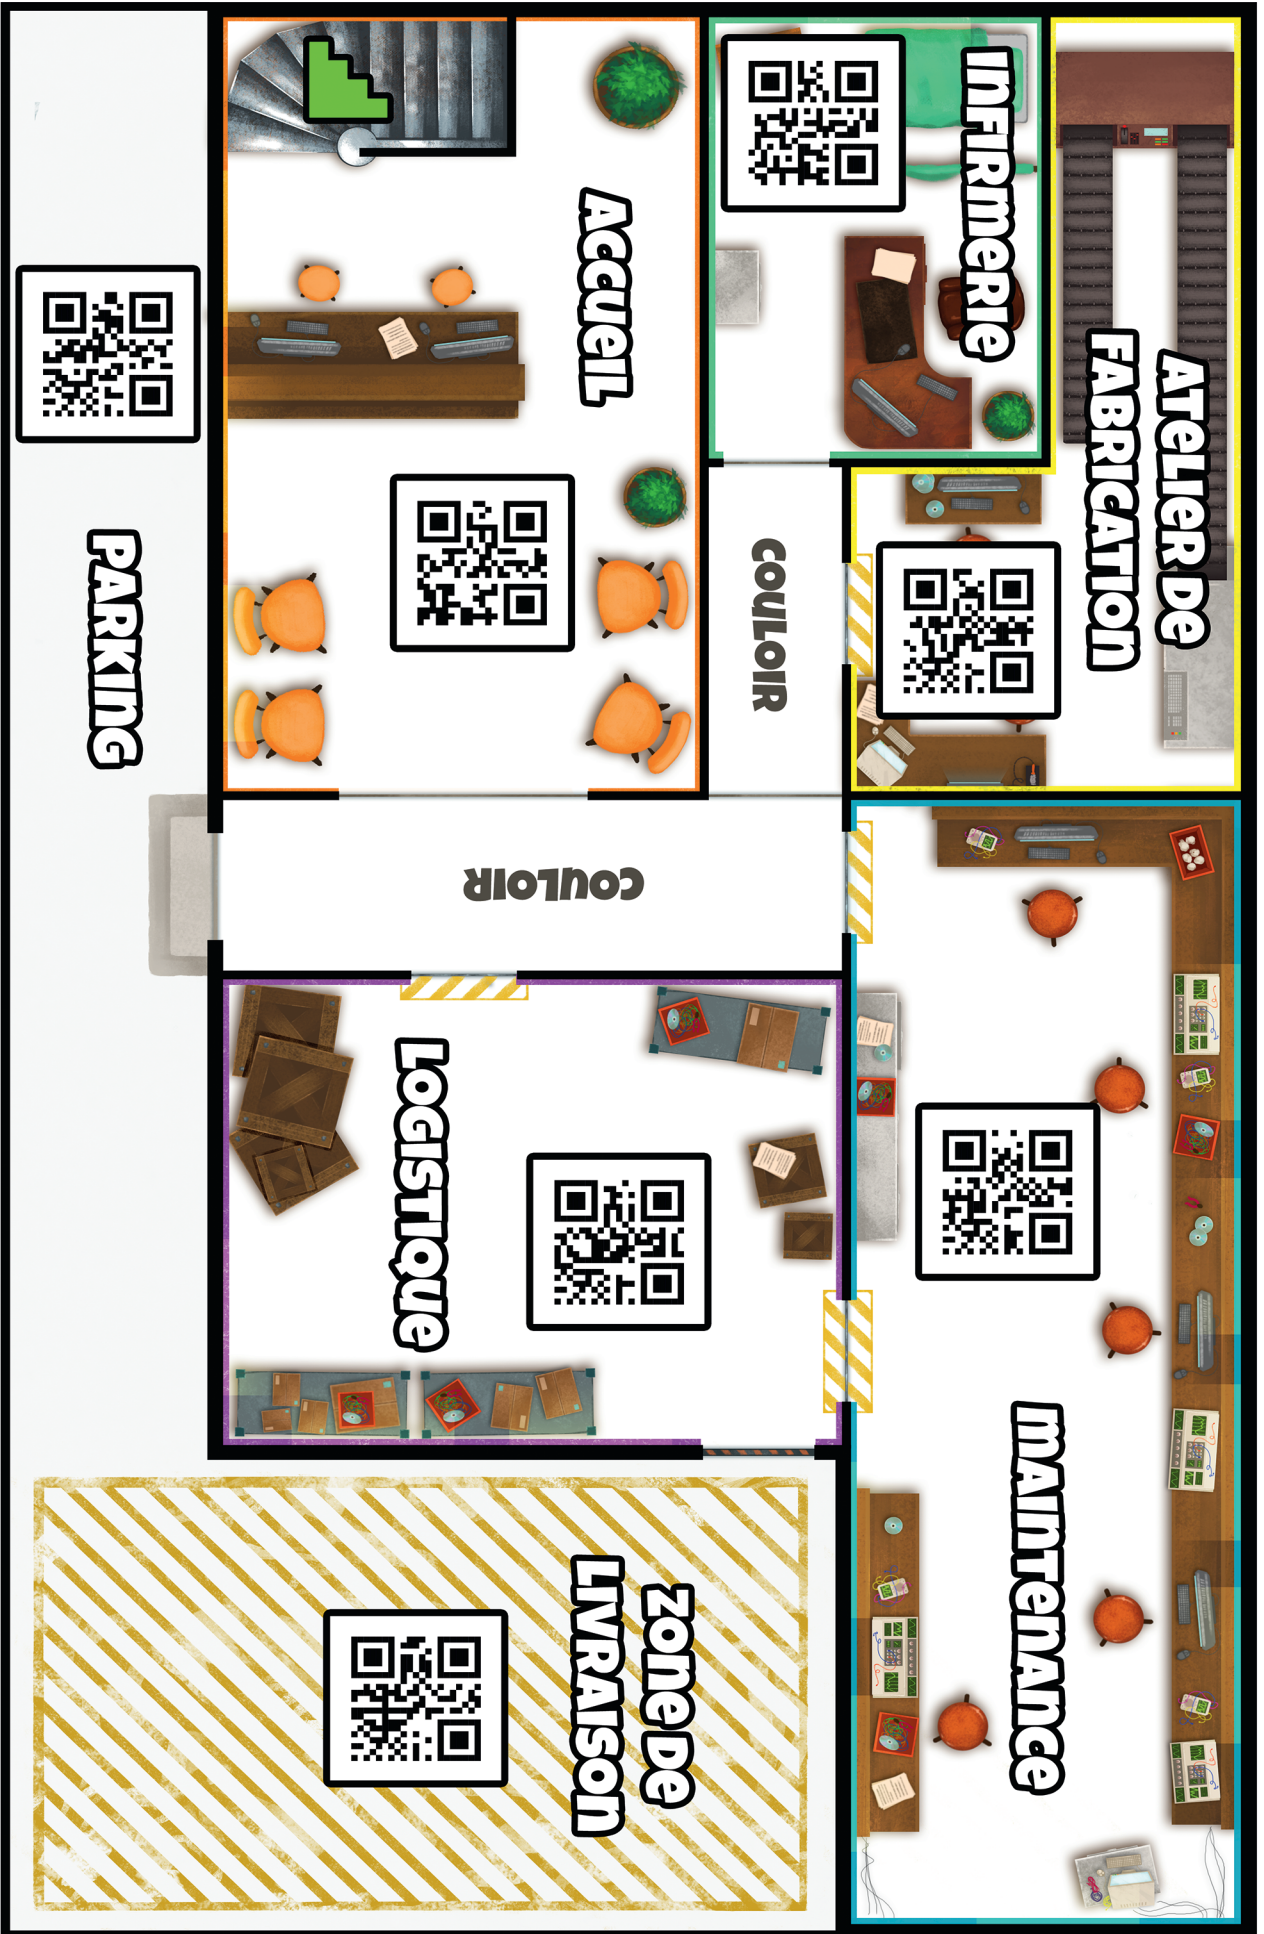 INFIRMERIE
ATELIER DE
FABRICATION
ACCUEIL
PARKING
COULOIR
COULOIR
LOGISTIQUE
MAINTENANCE
ZONE DE
LIVRAISON